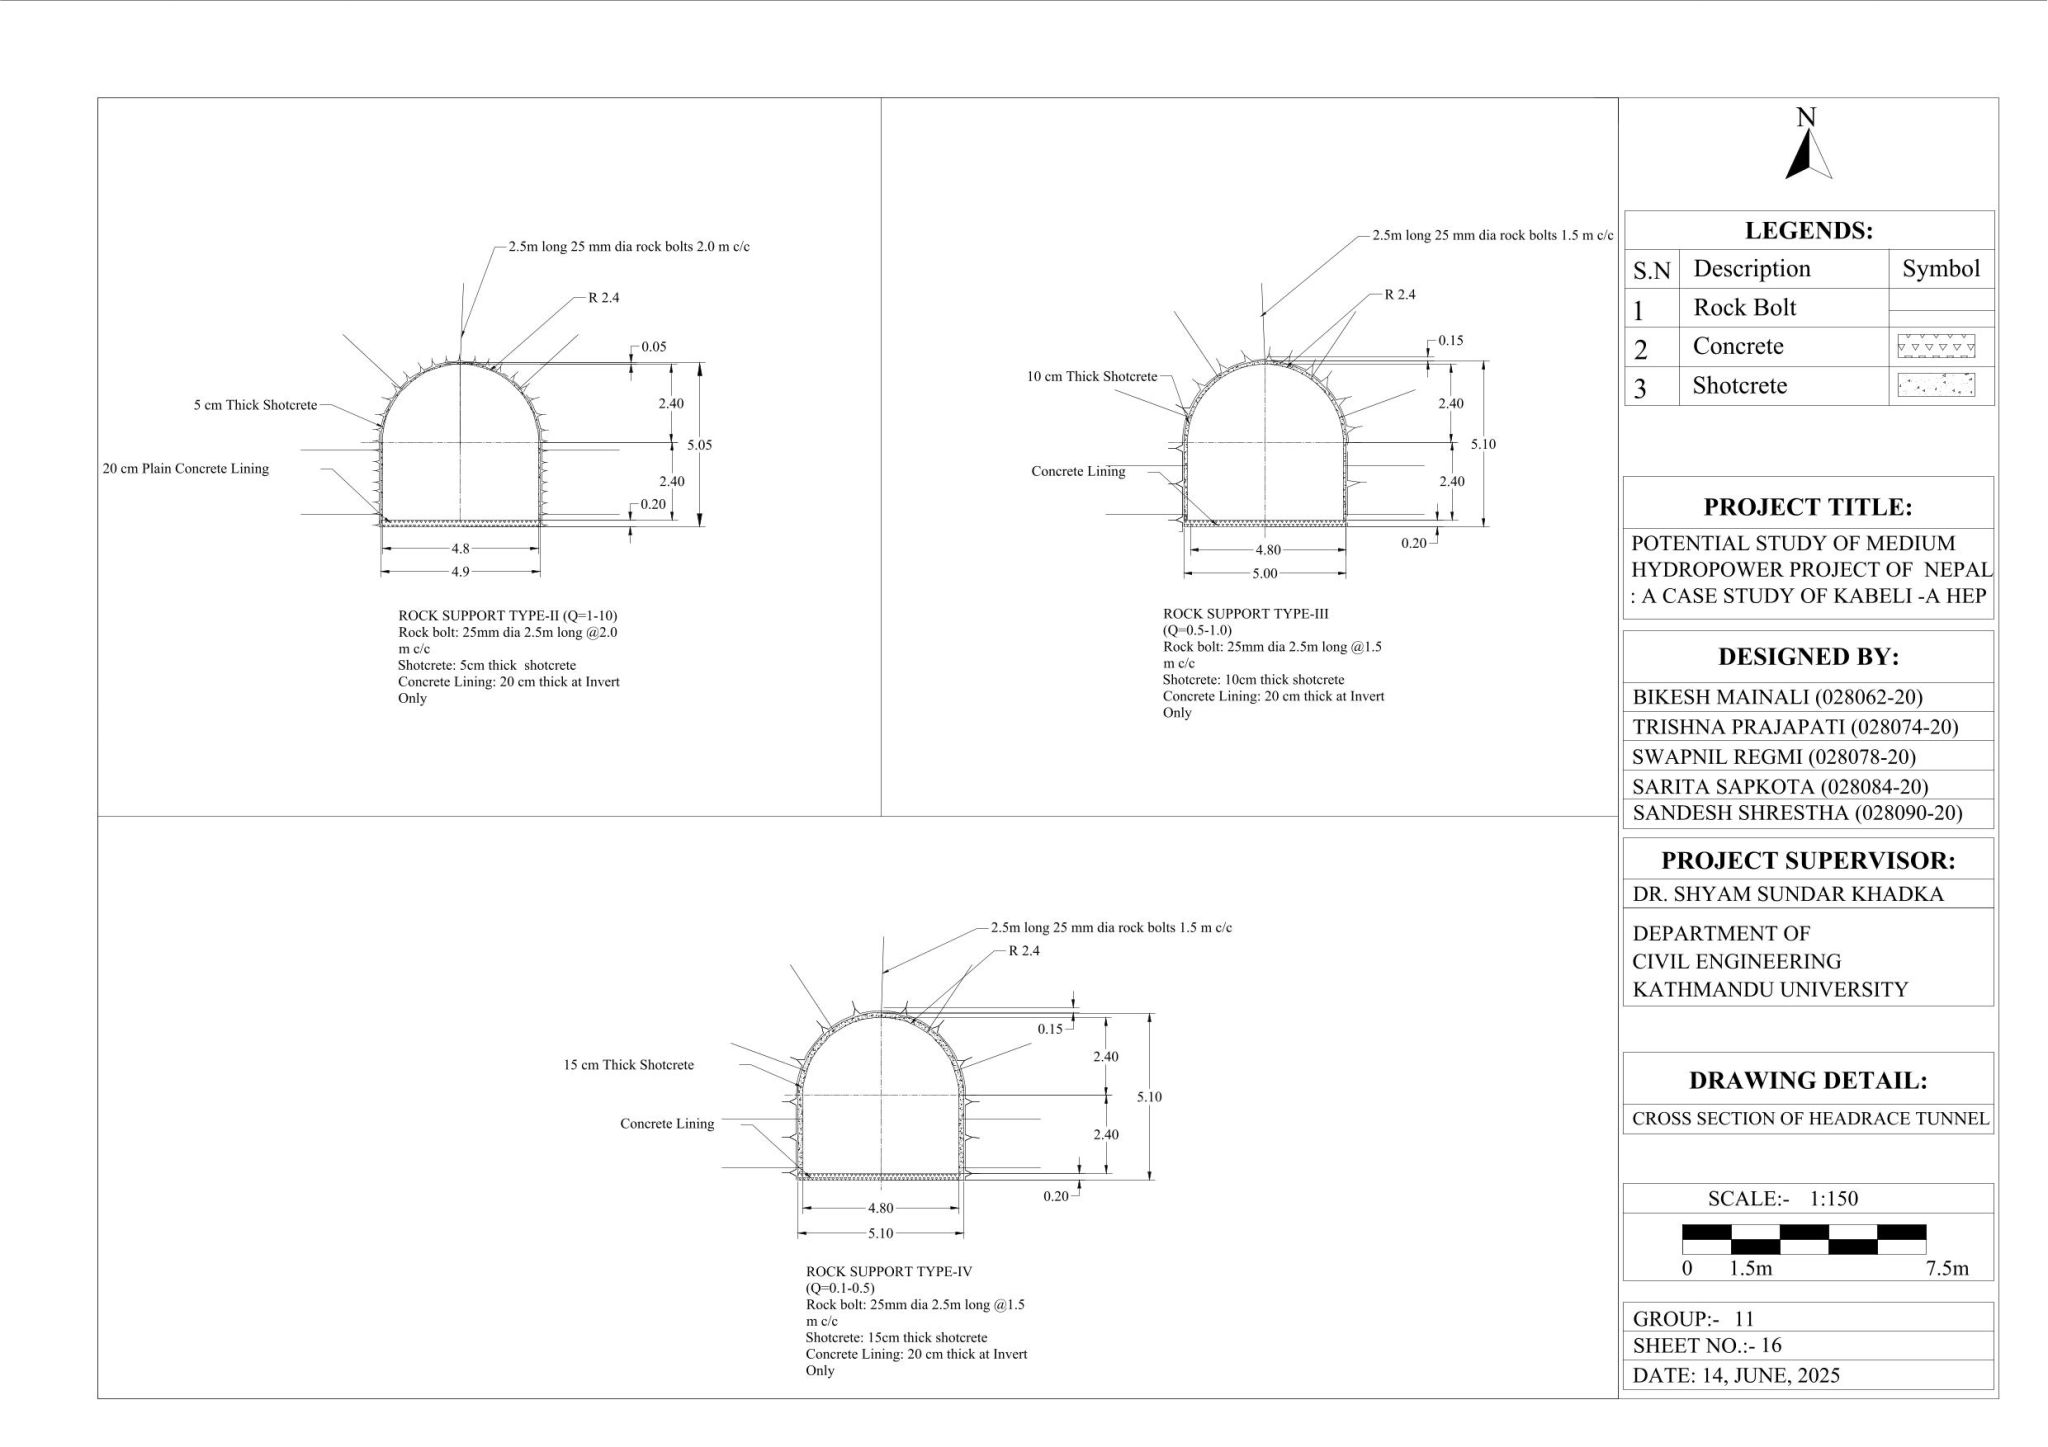 2.5m long 25 mm dia rock bolts 2.0 m c/c
R 2.4
0.05
5 cm Thick Shotcrete
2.40
5.05
20 cm Plain Concrete Lining
2.40
0.20
4.8
4.9
ROCK SUPPORT TYPE-II (Q=1-10)
Rock bolt: 25mm dia 2.5m long @2.0
m c/c
Shotcrete: 5cm thick shotcrete
Concrete Lining: 20 cm thick at Invert
Only
2.5m long 25 mm dia rock bolts 1.5 m c/c
R 2.4
0.15
10 cm Thick Shotcrete
2.40
5.10
Concrete Lining
2.40
0.20
4.80
5.00
ROCK SUPPORT TYPE-III
(Q=0.5-1.0)
Rock bolt: 25mm dia 2.5m long @1.5
m c/c
Shotcrete: 10cm thick shotcrete
Concrete Lining: 20 cm thick at Invert
Only
2.5m long 25 mm dia rock bolts 1.5 m c/c
R 2.4
0.15
2.40
15 cm Thick Shotcrete
5.10
Concrete Lining
2.40
0.20
4.80
5.10
ROCK SUPPORT TYPE-IV
(Q=0.1-0.5)
Rock bolt: 25mm dia 2.5m long @1.5
m c/c
Shotcrete: 15cm thick shotcrete
Concrete Lining: 20 cm thick at Invert
Only
N
LEGENDS:
S.N Description Symbol
1 Rock Bolt
2 Concrete
3 Shotcrete
PROJECT TITLE:
POTENTIAL STUDY OF MEDIUM
HYDROPOWER PROJECT OF NEPAL
: A CASE STUDY OF KABELI -A HEP
DESIGNED BY:
BIKESH MAINALI (028062-20)
TRISHNA PRAJAPATI (028074-20)
SWAPNIL REGMI (028078-20)
SARITA SAPKOTA (028084-20)
SANDESH SHRESTHA (028090-20)
PROJECT SUPERVISOR:
DR. SHYAM SUNDAR KHADKA
DEPARTMENT OF
CIVIL ENGINEERING
KATHMANDU UNIVERSITY
DRAWING DETAIL:
CROSS SECTION OF HEADRACE TUNNEL
SCALE:- 1:150
0 1.5m 7.5m
GROUP:- 11
SHEET NO.:- 16
DATE: 14, JUNE, 2025